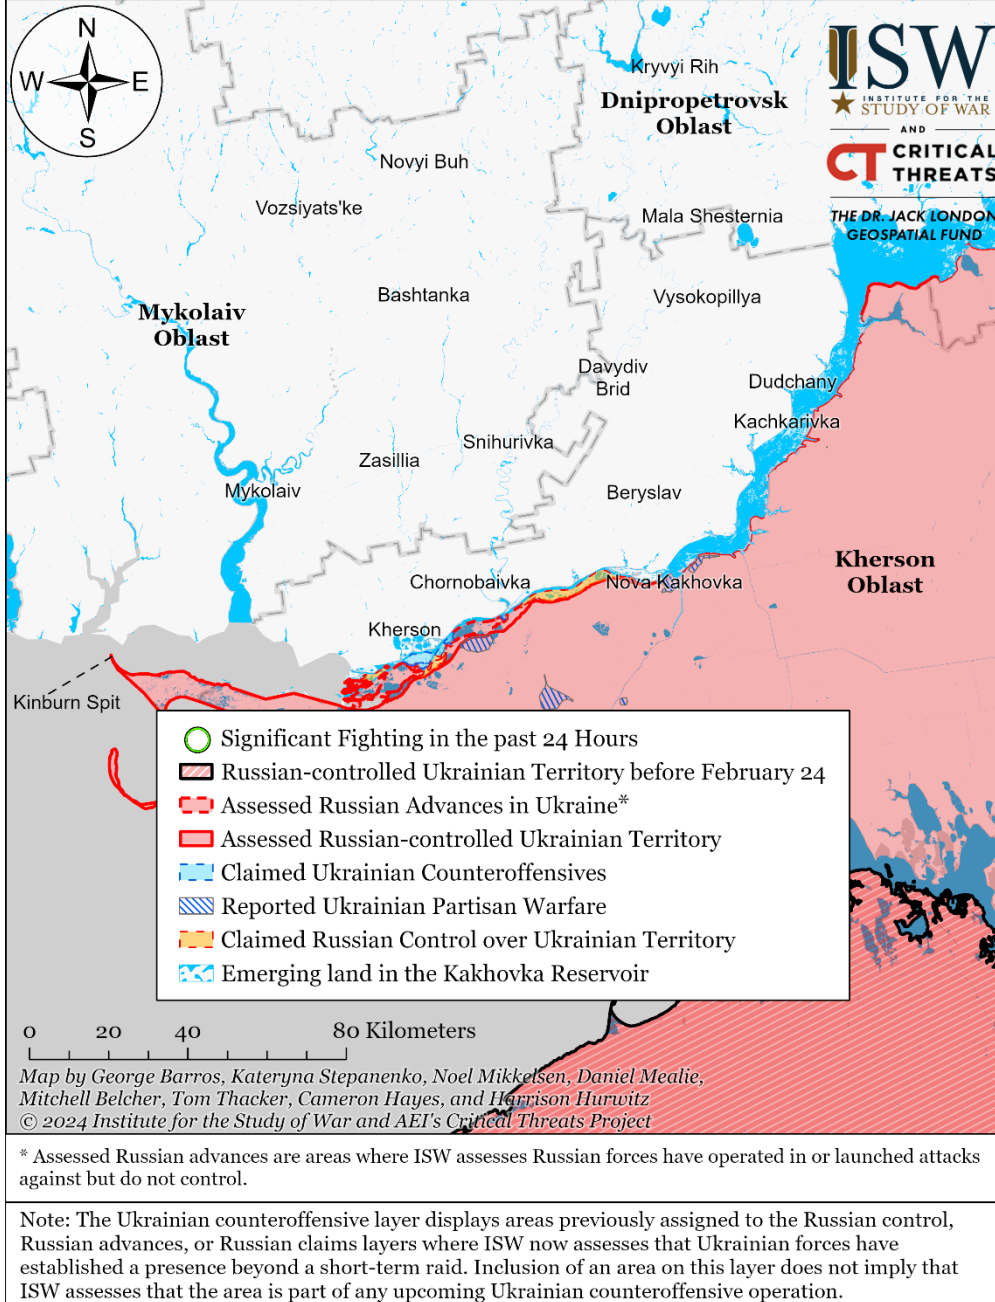 N
W
E
S
ISW
INSTITUTE FOR THE
STUDY OF WAR
AND
CT CRITICAL
THREATS
THE DR. JACK LONDON
GEOSPATIAL FUND
Kryvyi Rih
Dnipropetrovsk
Oblast
Novyi Buh
Vozsiyats'ke
Mala Shesternia
Bashtanka
Vysokopillya
Mykolaiv
Oblast
Davydiv
Brid
Dudchany
Kachkarivka
Snihurivka
Zasillia
Mykolaiv
Beryslav
Kherson
Oblast
Chornobaivka
Nova Kakhovka
Kherson
Kinburn Spit
Significant Fighting in the past 24 Hours
Russian-controlled Ukrainian Territory before February 24
Assessed Russian Advances in Ukraine*
Assessed Russian-controlled Ukrainian Territory
Claimed Ukrainian Counteroffensives
Reported Ukrainian Partisan Warfare
Claimed Russian Control over Ukrainian Territory
Emerging land in the Kakhovka Reservoir
0 20 40 80 Kilometers
Map by George Barros, Kateryna Stepanenko, Noel Mikkelsen, Daniel Mealie,
Mitchell Belcher, Tom Thacker, Cameron Hayes, and Harrison Hurwitz
© 2024 Institute for the Study of War and AEI's Critical Threats Project
* Assessed Russian advances are areas where ISW assesses Russian forces have operated in or launched attacks
against but do not control.
Note: The Ukrainian counteroffensive layer displays areas previously assigned to the Russian control,
Russian advances, or Russian claims layers where ISW now assesses that Ukrainian forces have
established a presence beyond a short-term raid. Inclusion of an area on this layer does not imply that
ISW assesses that the area is part of any upcoming Ukrainian counteroffensive operation.